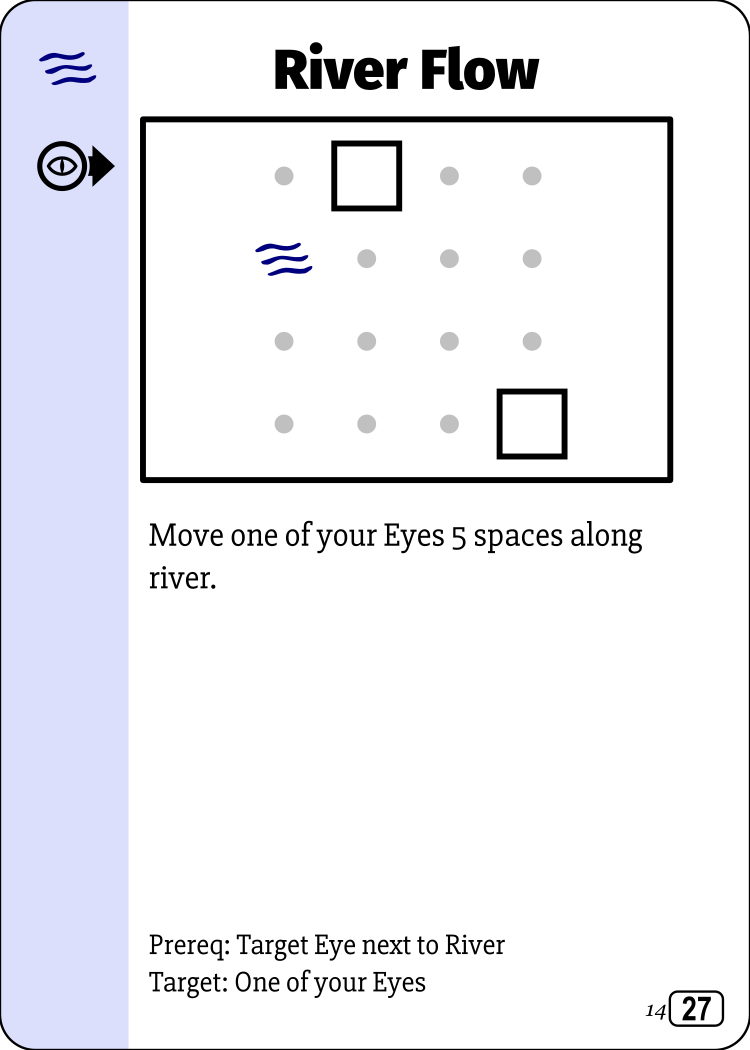 River Flow
Move one of your Eyes 5 spaces along
river.
Prereq: Target Eye next to River
Target: One of your Eyes
14 27